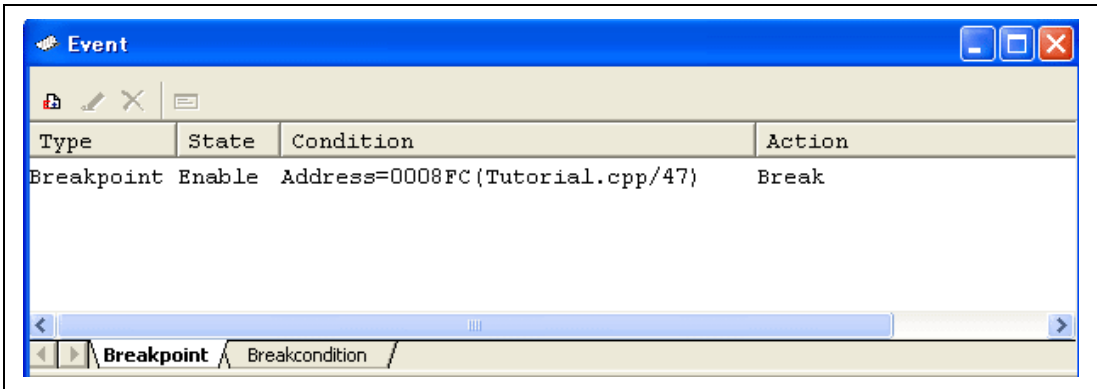 Event
Type State Condition Action
Breakpoint Enable Address=0008FC(Tutorial.cpp/47) Break
Breakpoint Breakcondition